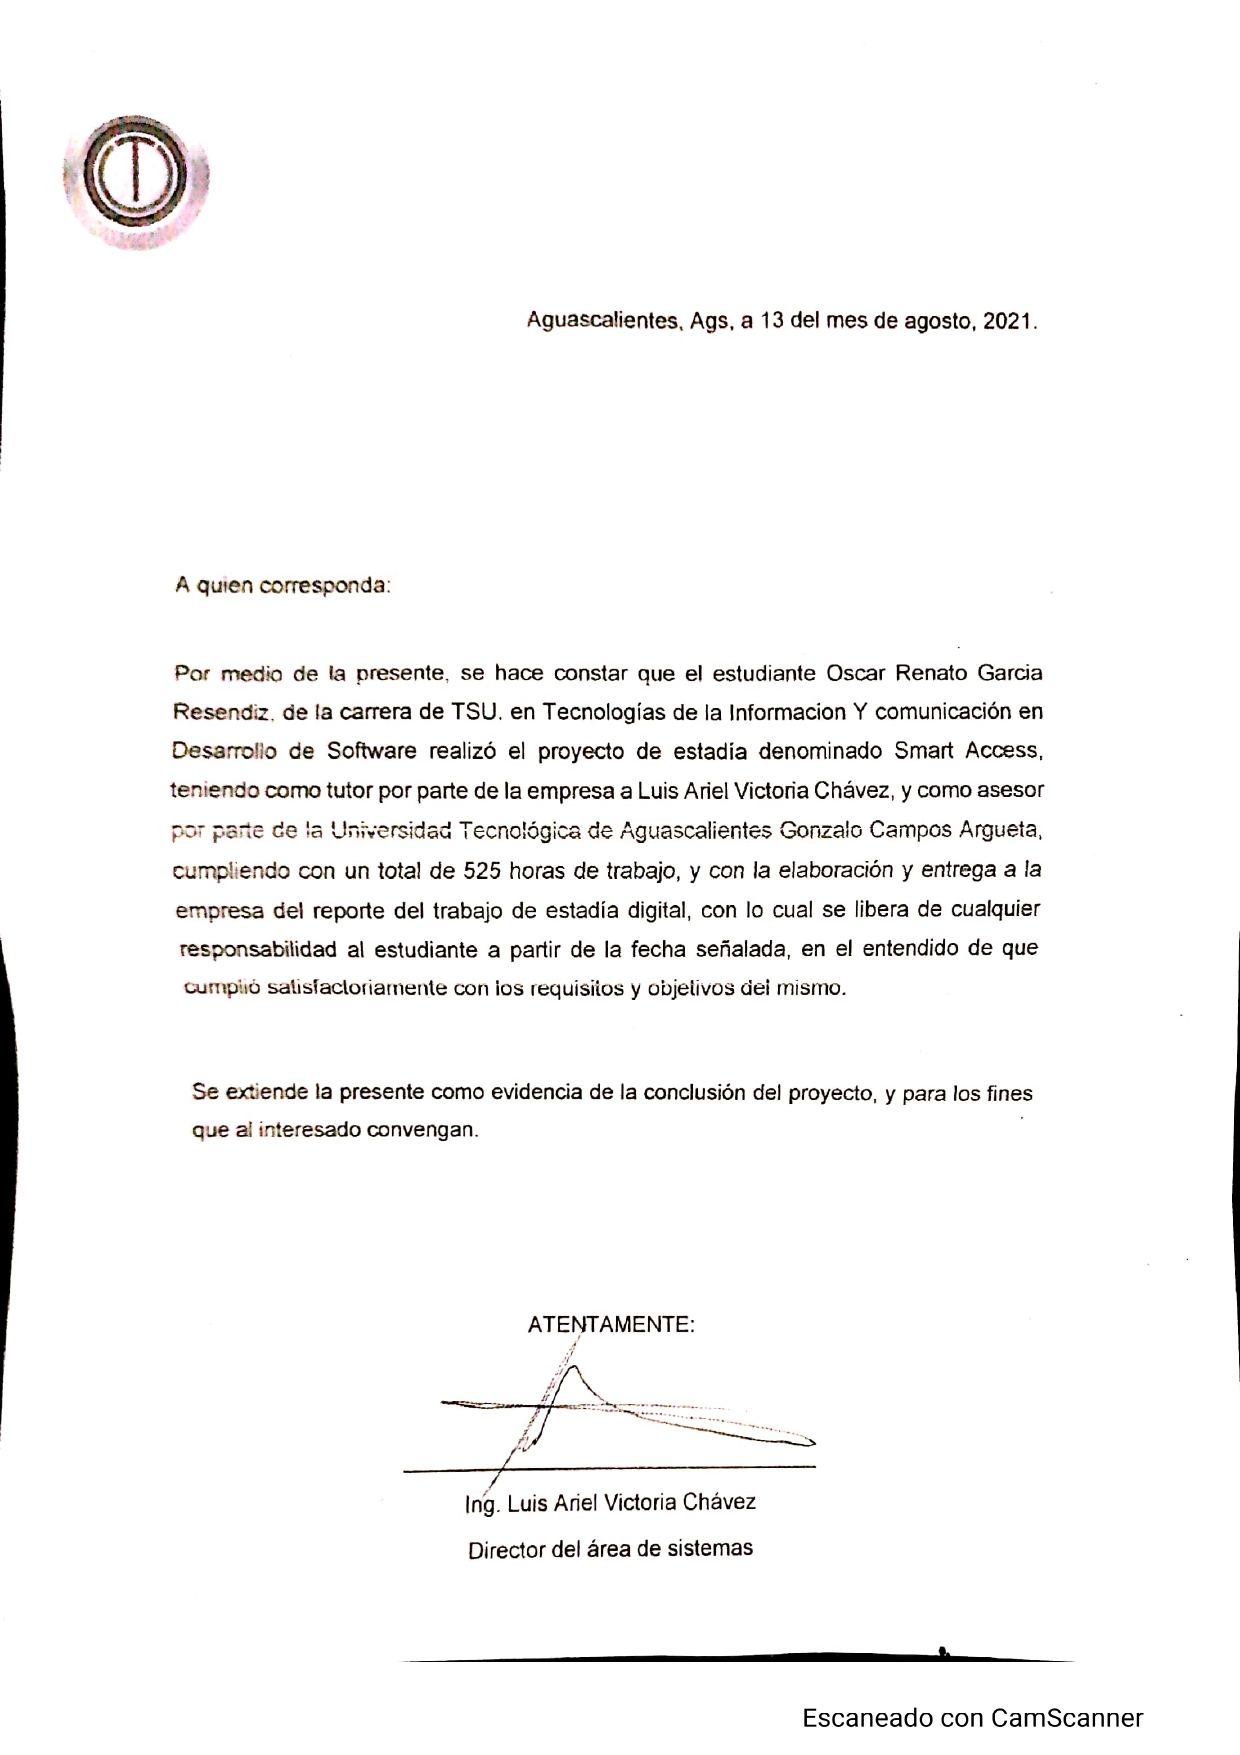 Aguascalientes, Ags, a 13 del mes de agosto, 2021.
A quien corresponda:
Por medio de la presente, se hace constar que el estudiante Oscar Renato Garcia
Resendiz. de la carrera de TSU. en Tecnologías de la Informacion Y comunicación en
Desarrollo de Software realizó el proyecto de estadía denominado Smart Access,
teniendo como tutor por parte de la empresa a Luis Ariel Victoria Chávez, y como asesor
por parte de la Universidad Tecnológica de Aguascalientes Gonzalo Campos Argueta,
cumpliendo con un total de 525 horas de trabajo, y con la elaboración y entrega a la
empresa del reporte del trabajo de estadía digital, con lo cual se libera de cualquier
responsabilidad al estudiante a partir de la fecha señalada, en el entendido de que
cumplió satisfactoriamente con los requisitos y objetivos del mismo.
Se extiende la presente como evidencia de la conclusión del proyecto, y para los fines
que al interesado convengan.
ATENTAMENTE:
Ing. Luis Ariel Victoria Chávez
Director del área de sistemas
Escaneado con CamScanner